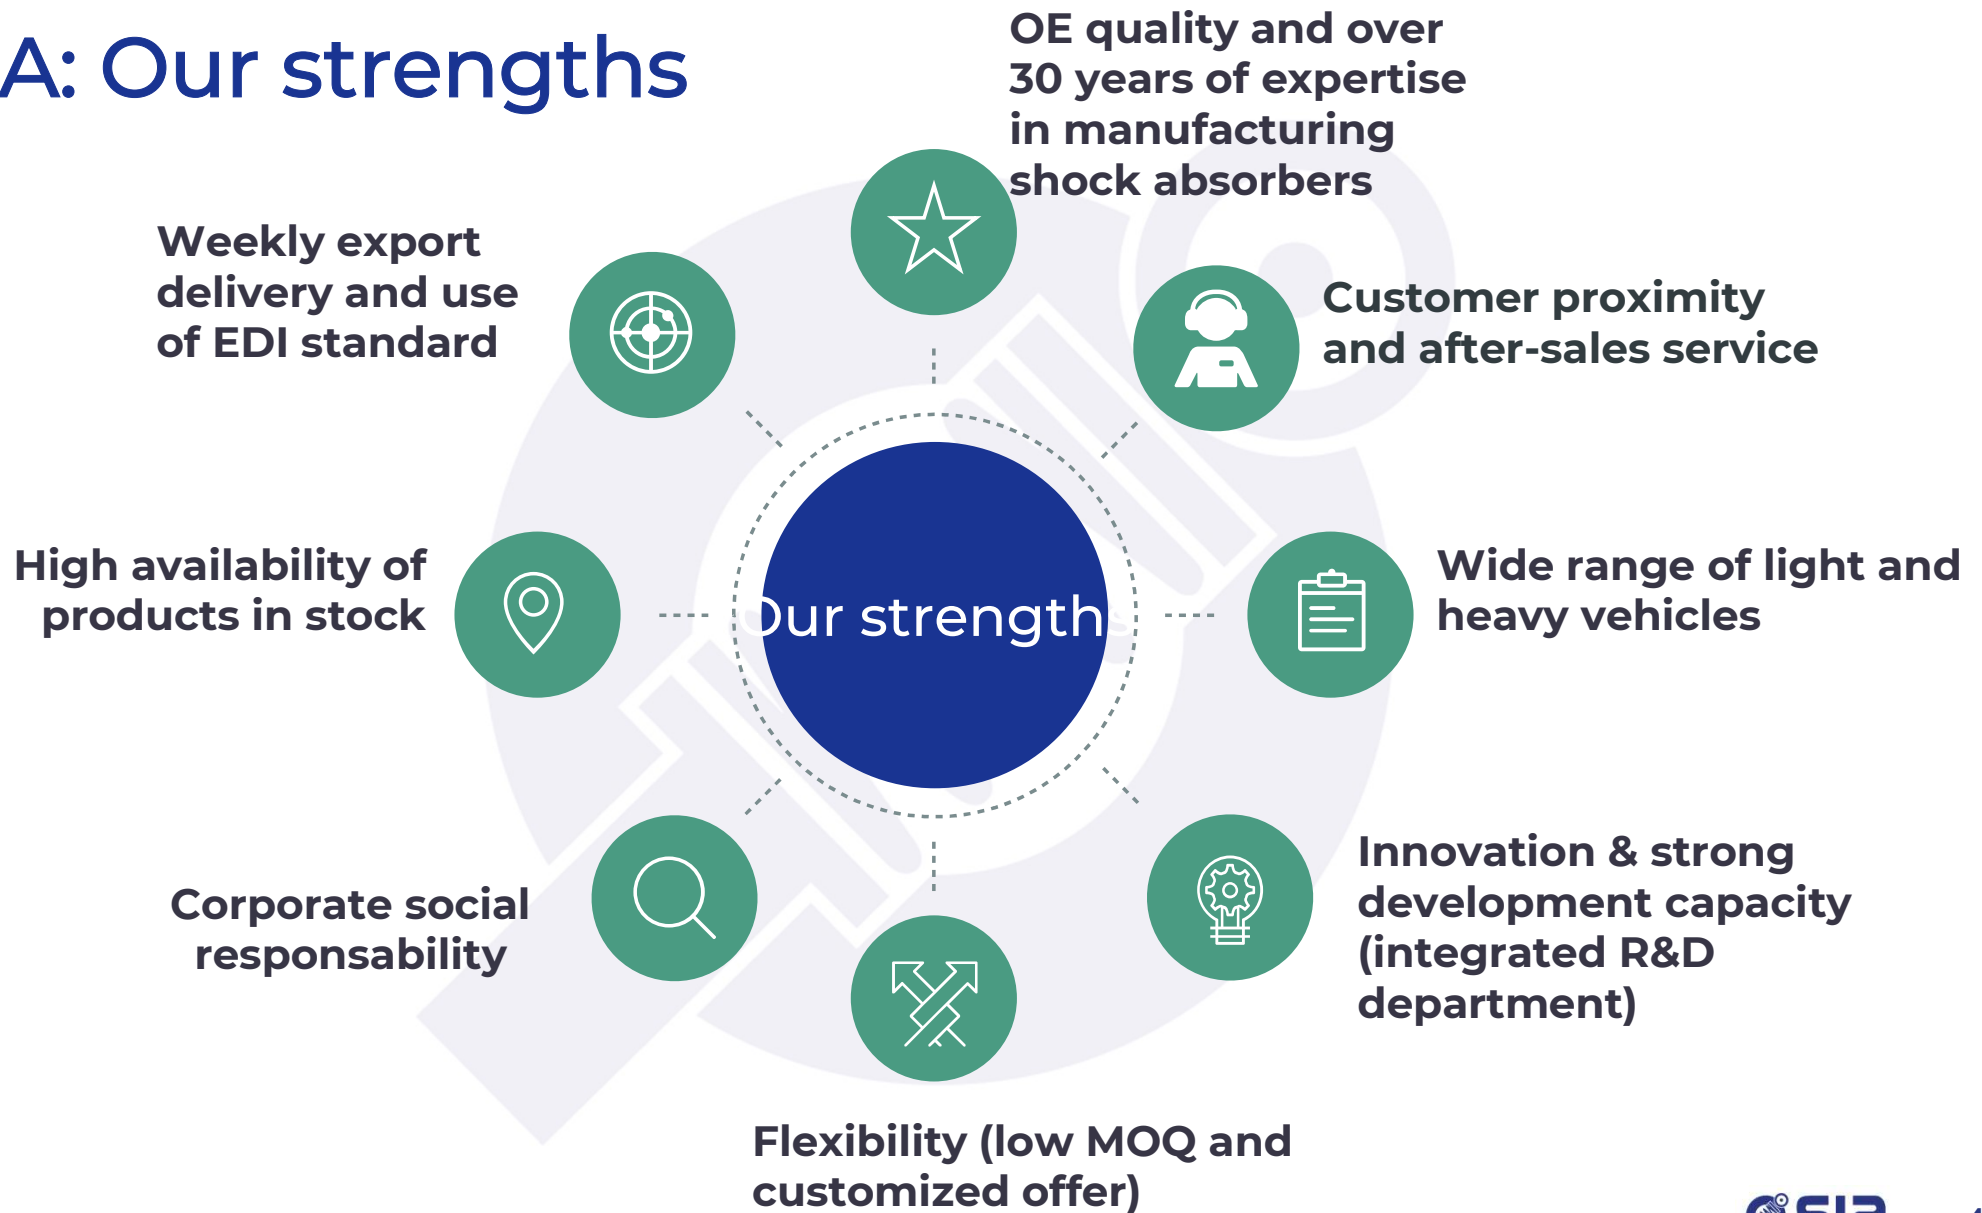 A: Our strengths
OE quality and over
30 years of expertise
in manufacturing
shock absorbers
Customer proximity
and after-sales service
Wide range of light and
heavy vehicles
Innovation & strong
development capacity
(integrated R&D
department)
Flexibility (low MOQ and
customized offer)
Corporate social
responsability
High availability of
products in stock
Weekly export
delivery and use
of EDI standard
Our strengths